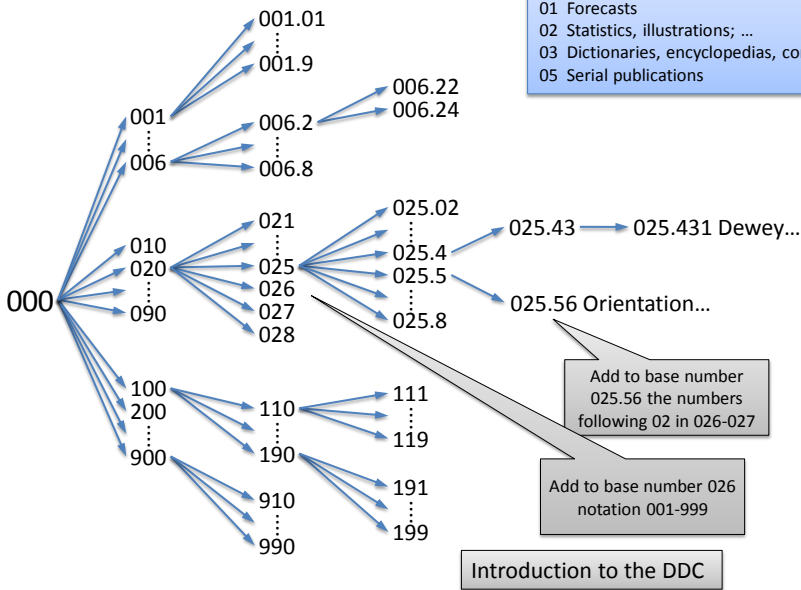 01 Forecasts
02 Statistics, illustrations; ...
03 Dictionaries, encyclopedias,
05 Serial publications
001.01
001.9
006.22
006.24
001
006.2
006
006.8
025.02
021
025.43
025.431 Dewey...
010
025.4
020
025
025.5
026
000
090
027
025.8
025.56 Orientation...
028
Add to base number
025.56 the numbers
following 02 in 026-027
100
110
111
200
119
900
190
191
910
199
990
Add to base number 026
notation 001-999
Introduction to the DDC